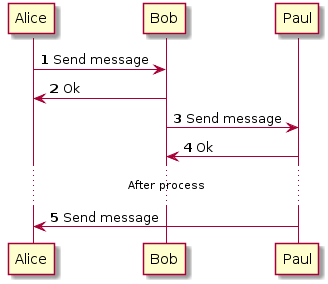 Alice Bob Paul
1 Send message
2 Ok
3 Send message
4 Ok
After process
5 Send message
Alice Bob Paul